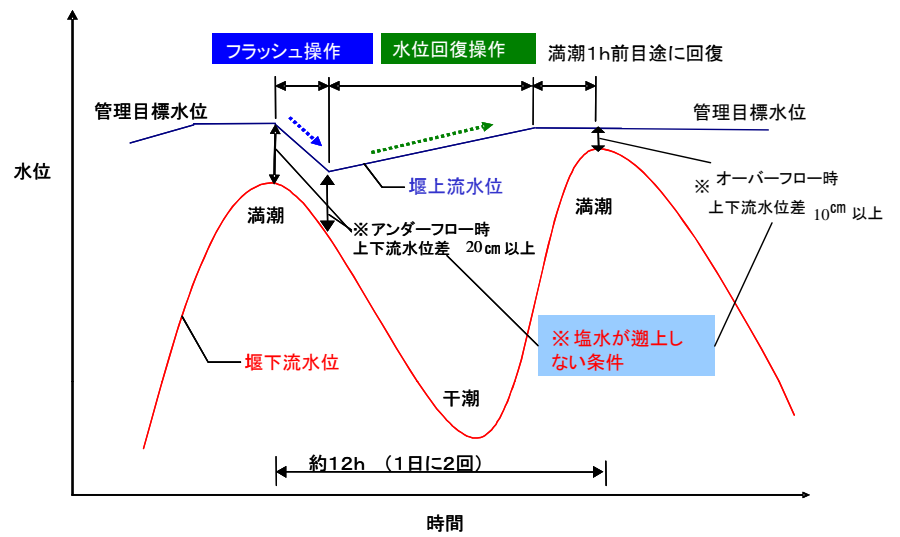 フラッシュ操作
水位回復操作
満潮１ｈ前目途に回復
管理目標水位
管理目標水位
水位
堰上流水位
※ オーバーフロー時
上下流水位差 10㎝ 以上
満潮
満潮
※アンダーフロー時
上下流水位差 20㎝ 以上
※ 塩水が遡上し
ない条件
堰下流水位
干潮
約１２ｈ （１日に２回）
時間